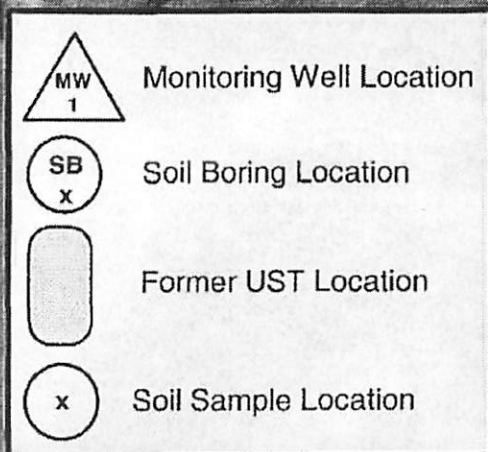 MW
1
Monitoring Well Location
SB
x
Soil Boring Location
Former UST Location
x
Soil Sample Location